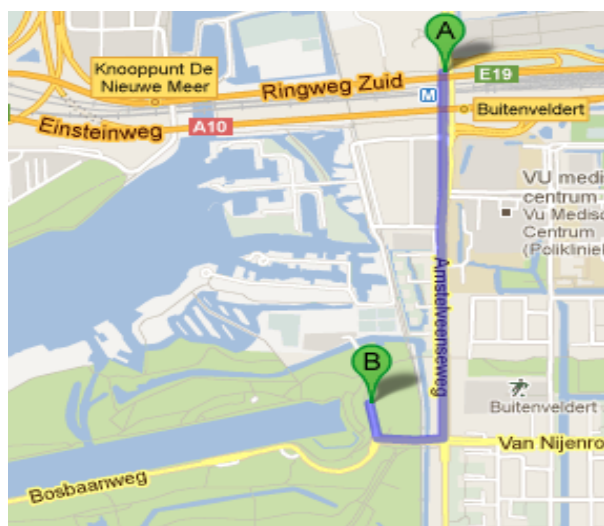 A
Knooppunt De
Nieuwe Meer
Ringweg Zuid
E19
M
Buitenveldert
Einsteinweg
A10
VU medi
centrum
Vu Medisc
Centrum
(Polikliniek
Amstelveenseweg
B
Buitenveldert
Van Nijenro
Bosbaanweg